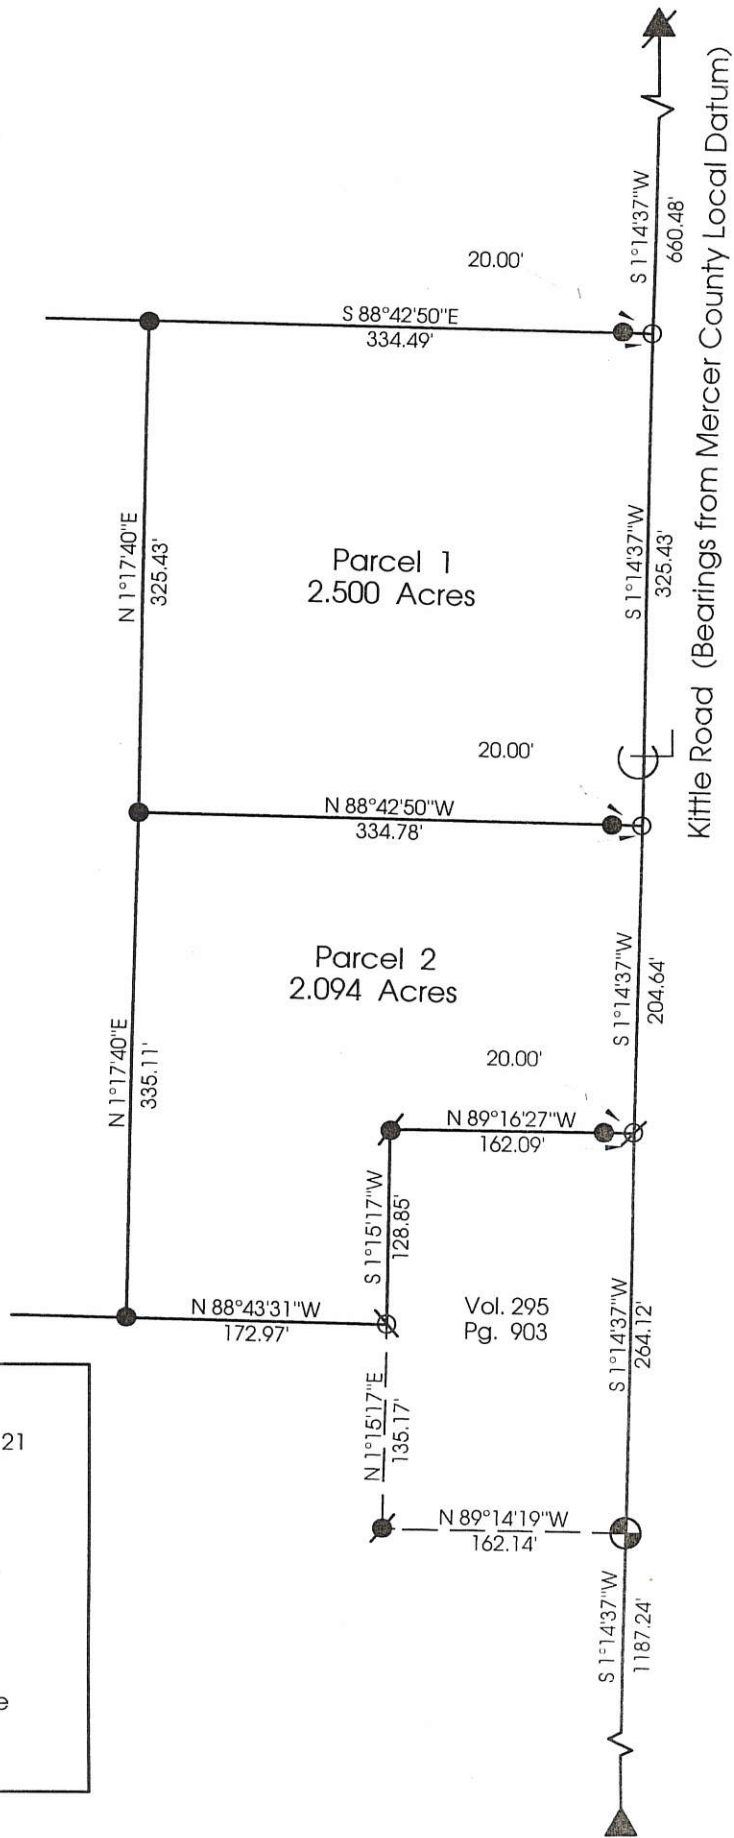 S 1°14'37"W
660.48'
20.00'
S 88°42'50"E
334.49'
N 1°17'40"E
325.43'
Parcel 1
2.500 Acres
S 1°14'37"W
325.43'
Kittle Road (Bearings from Mercer County Local Datum)
20.00'
N 88°42'50"W
334.78'
Parcel 2
2.094 Acres
S 1°14'37"W
204.64'
N 1°17'40"E
335.11'
20.00'
N 89°16'27"W
162.09'
S 1°15'17"W
128.85'
N 88°43'31"W
172.97'
Vol. 295
Pg. 903
S 1°14'37"W
264.12'
N 1°15'17"E
135.17'
21
N 89°14'19"W
162.14'
S 1°14'37"W
1187.24'
e